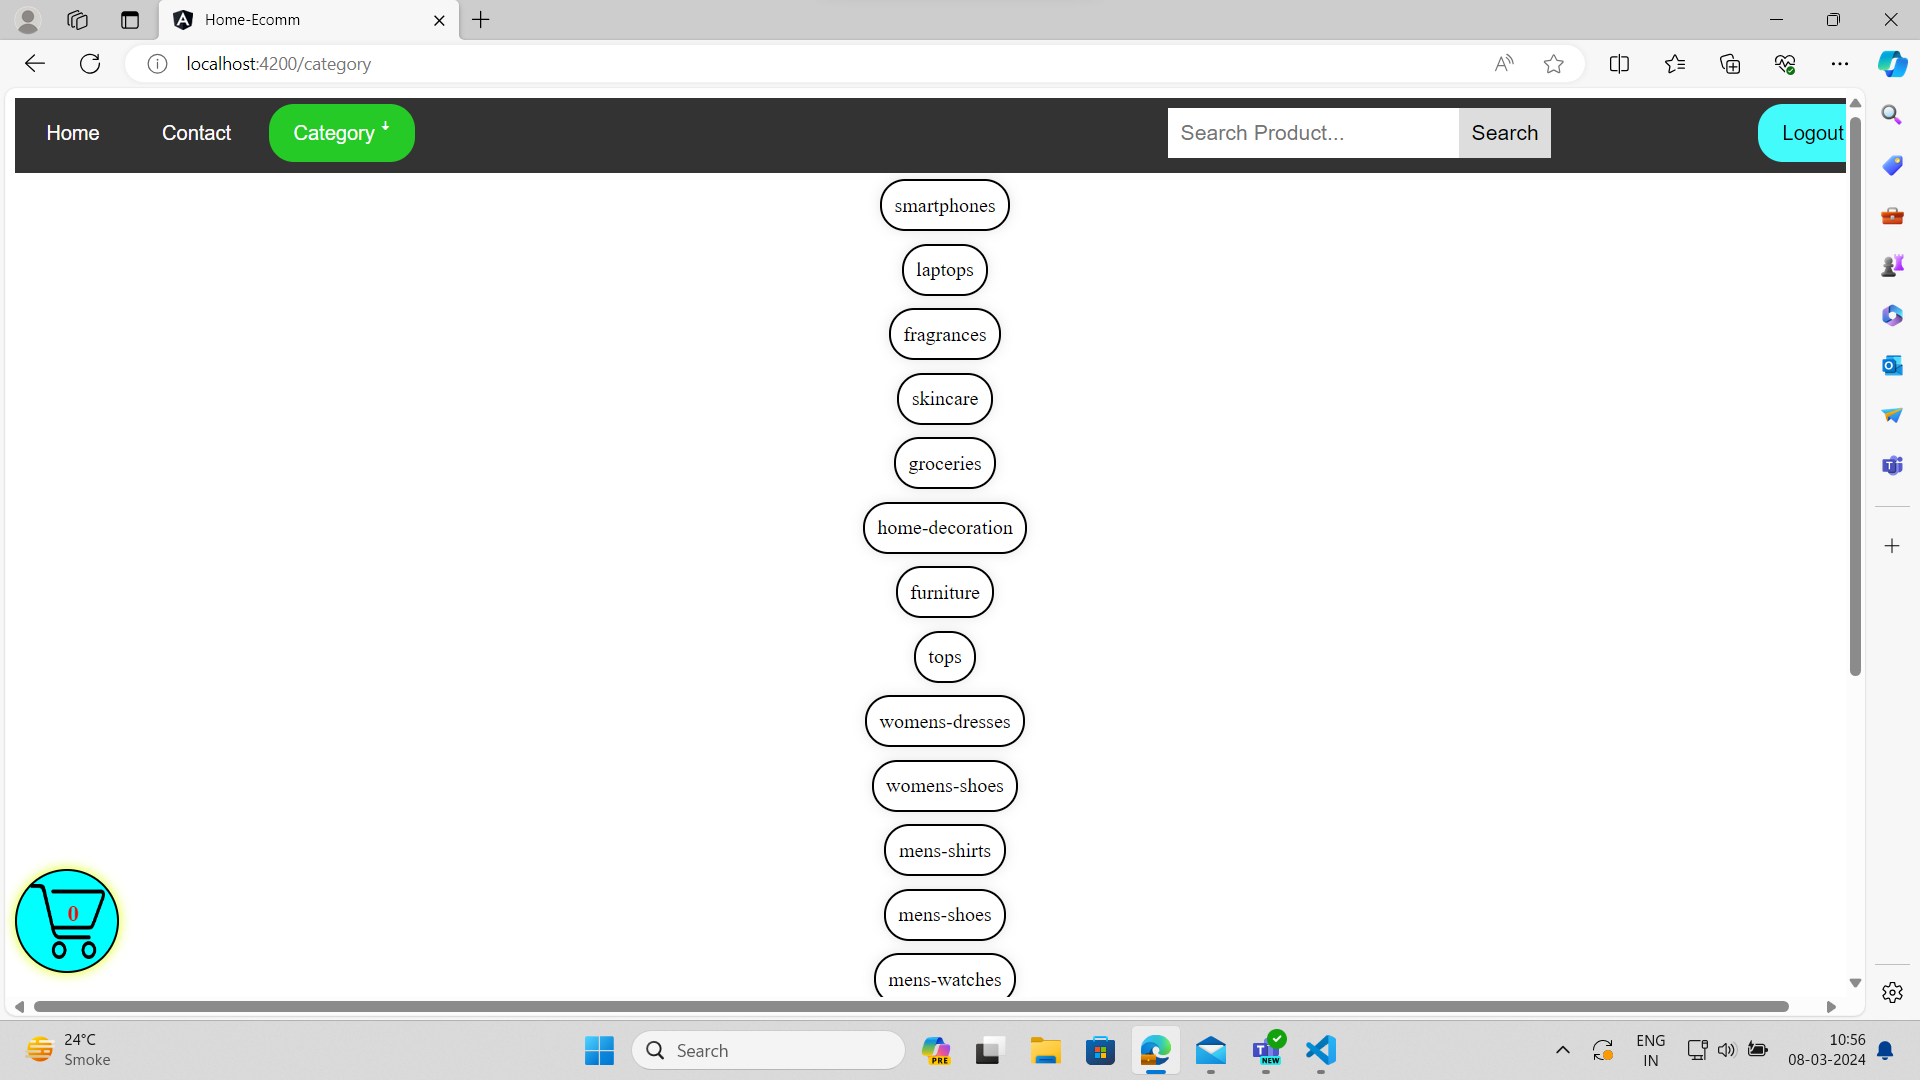 Home-Ecomm
localhost:4200/category
Home
Contact
Category
Search Product...
Search
Logout
smartphones
laptops
fragrances
skincare
groceries
home-decoration
furniture
tops
womens-dresses
womens-shoes
mens-shirts
mens-shoes
mens-watches
0
24°C
Smoke
Search
PRE
NEW
ENG
IN
10:56
08-03-2024